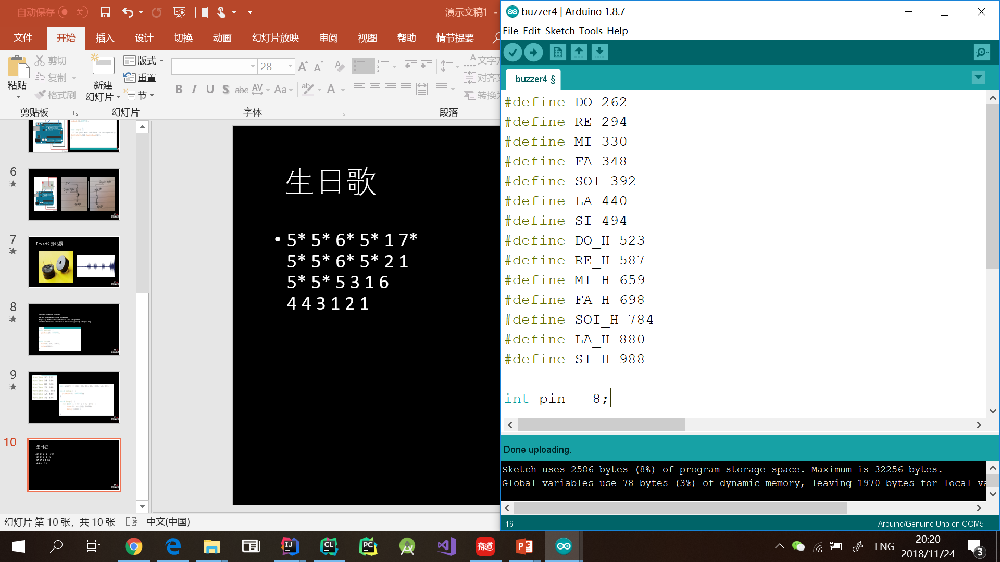 自动保存 关
演示文稿1 -
文件 开始 插入 设计 切换 动画 幻灯片放映 审阅 视图 帮助 情节提要
粘贴
剪切
复制
格式刷
剪贴板
新建
幻灯片
版式
重置
节
幻灯片
28
B I U S abc AV Aa A
字体
文字方
对齐文
转换为
段落
6
7
Project2 蜂鸣器
8
9
10
生日歌
生日歌
• 5* 5* 6* 5* 1 7*
5* 5* 6* 5* 2 1
5* 5* 5 3 1 6
4 4 3 1 2 1
幻灯片 第 10 张，共 10 张 中文(中国)
buzzer4 | Arduino 1.8.7
File Edit Sketch Tools Help
buzzer4 §
#define DO 262
#define RE 294
#define MI 330
#define FA 348
#define SOI 392
#define LA 440
#define SI 494
#define DO_H 523
#define RE_H 587
#define MI_H 659
#define FA_H 698
#define SOI_H 784
#define LA_H 880
#define SI_H 988
int pin = 8;
Done uploading.
Sketch uses 2586 bytes (8%) of program storage space. Maximum is 32256 bytes.
Global variables use 78 bytes (3%) of dynamic memory, leaving 1970 bytes for local va
16 Arduino/Genuino Uno on COM5
有道
ENG
20:20
2018/11/24
3